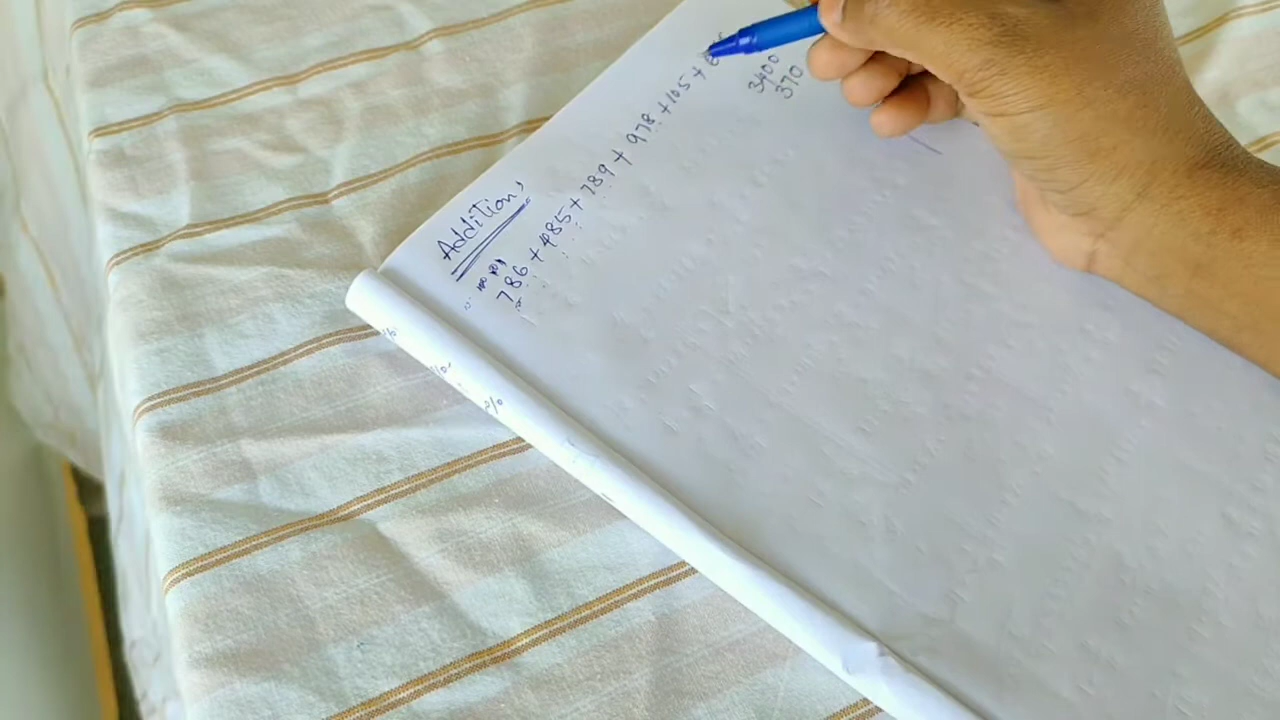 Addition,
786 + 485 + 789 + 978 + 105 +
3400
370